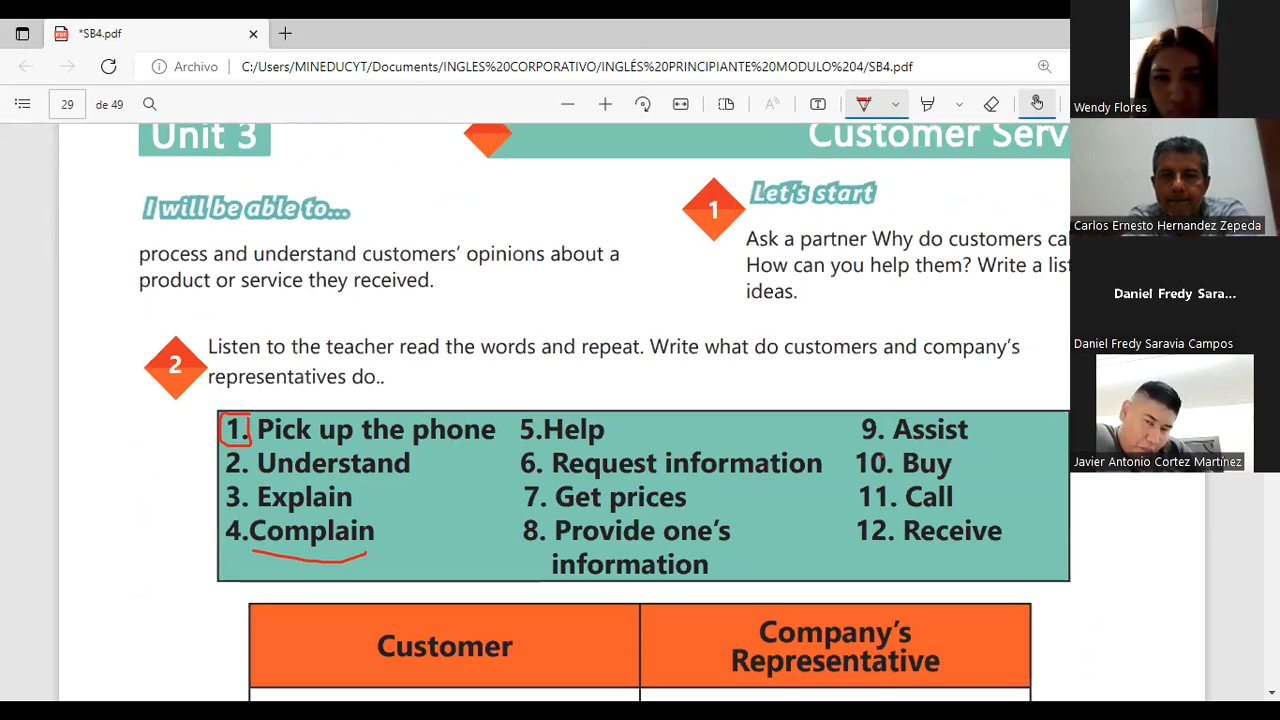 *SB4.pdf
Archivo
C:/Users/MINEDUCYT/Documents/INGLES%20CORPORATIVO/INGLÉS%20PRINCIPIANTE%20MODULO%204/SB4.pdf
29 de 49
Unit 3
Customer Serv
I will be able to...
process and understand customers' opinions about a
product or service they received.
1
Let's start
Ask a partner Why do customers ca
How can you help them? Write a list
ideas.
2
Listen to the teacher read the words and repeat. Write what do customers and company's
representatives do..
1. Pick up the phone
2. Understand
3. Explain
4.Complain
5.Help
6. Request information
7. Get prices
8. Provide one's
information
9. Assist
10. Buy
11. Call
12. Receive
Customer
Company's
Representative
Wendy Flores
Carlos Ernesto Hernandez Zepeda
Daniel Fredy Sara...
Daniel Fredy Saravia Campos
Javier Antonio Cortez Martínez